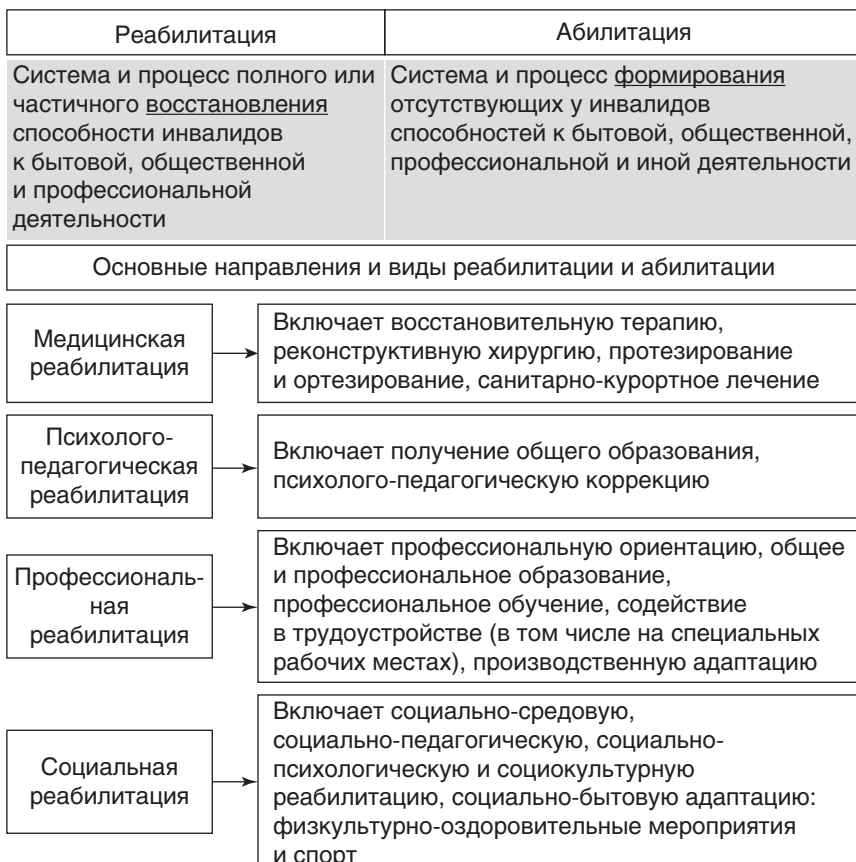 Реабилитация
Абилитация
Система и процесс полного или
частичного восстановления
способности инвалидов
к бытовой, общественной
и профессиональной
деятельности
Система и процесс формирования
отсутствующих у инвалидов
способностей к бытовой, общественной,
профессиональной и иной деятельности
Основные направления и виды реабилитации и абилитации
Медицинская
реабилитация
Включает восстановительную терапию,
реконструктивную хирургию, протезирование
и ортезирование, санитарно-курортное лечение
Психолого-
педагогическая
реабилитация
Включает получение общего образования,
психолого-педагогическую коррекцию
Профессиональ-
ная
реабилитация
Включает профессиональную ориентацию, общее
и профессиональное образование,
профессиональное обучение, содействие
в трудоустройстве (в том числе на специальных
рабочих местах), производственную адаптацию
Социальная
реабилитация
Включает социально-средовую,
социально-педагогическую, социально-
психологическую и социокультурную
реабилитацию, социально-бытовую адаптацию:
физкультурно-оздоровительные мероприятия
и спорт